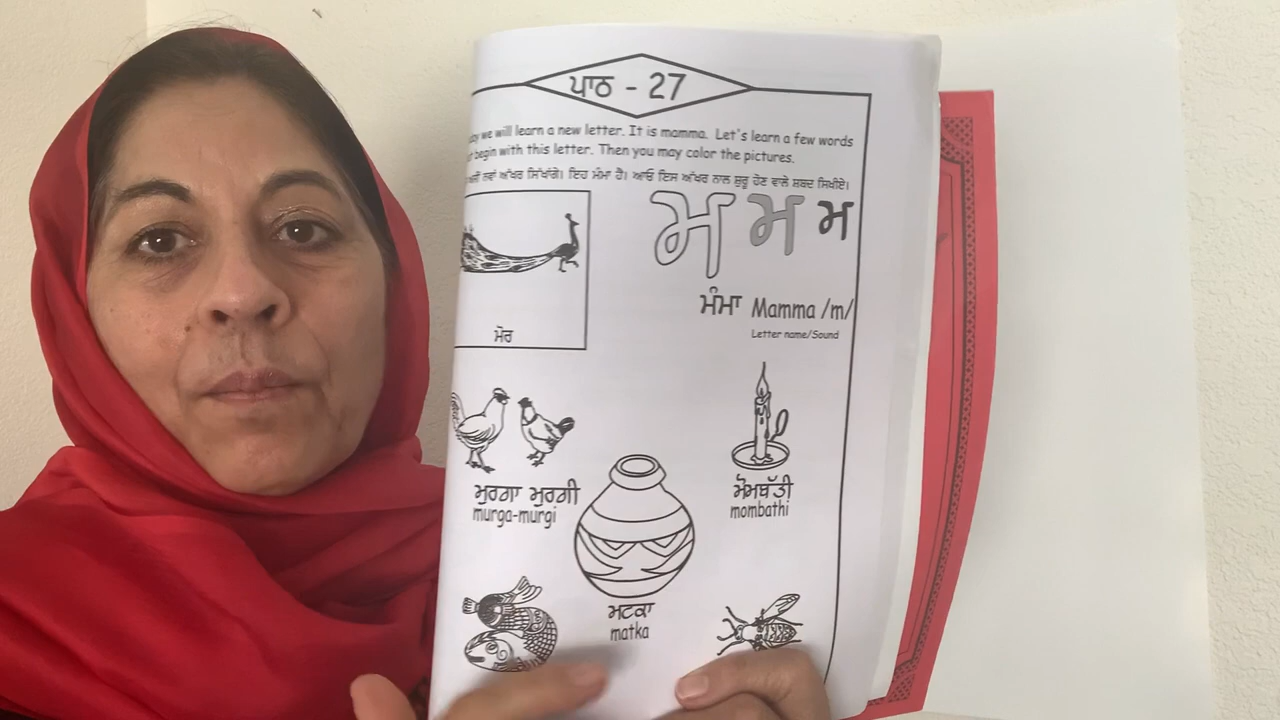 ਪਾਠ - 27
we will learn a new letter. It is mamma. Let's learn a few words
begin with this letter. Then you may color the pictures.
ਨਵਾਂ ਅੱਖਰ ਸਿੱਖਾਂਗੇ। ਇਹ ਮੰਮਾ ਹੈ। ਆਓ ਇਸ ਅੱਖਰ ਨਾਲ ਸ਼ੁਰੂ ਹੋਣ ਵਾਲੇ ਸ਼ਬਦ ਸਿਖੀਏ।
ਮ ਮ ਮ
ਮੰਮਾ Mamma /m/
Letter name/Sound
ਮੋਰ
ਮੁਰਗਾ ਮੁਰਗੀ
murga-murgi
ਮੋਮਬੱਤੀ
mombathi
ਮਟਕਾ
matka